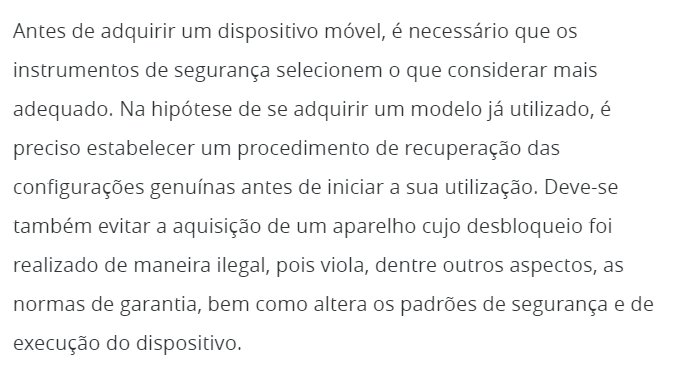 Antes de adquirir um dispositivo móvel, é necessário que os
instrumentos de segurança selecionem o que considerar mais
adequado. Na hipótese de se adquirir um modelo já utilizado, é
preciso estabelecer um procedimento de recuperação das
configurações genuínas antes de iniciar a sua utilização. Deve-se
também evitar a aquisição de um aparelho cujo desbloqueio foi
realizado de maneira ilegal, pois viola, dentre outros aspectos, as
normas de garantia, bem como altera os padrões de segurança e de
execução do dispositivo.